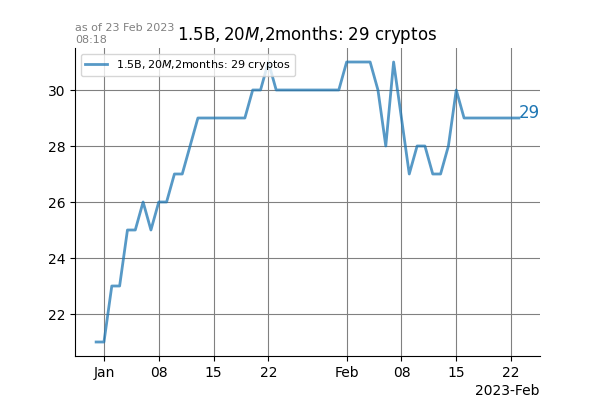 as of 23 Feb 2023
08:18
1.5B, 20M,2months: 29 cryptos
1.5B, 20M,2months: 29 cryptos
30
28
26
24
22
29
Jan
08
15
22
Feb
08
15
22
2023-Feb